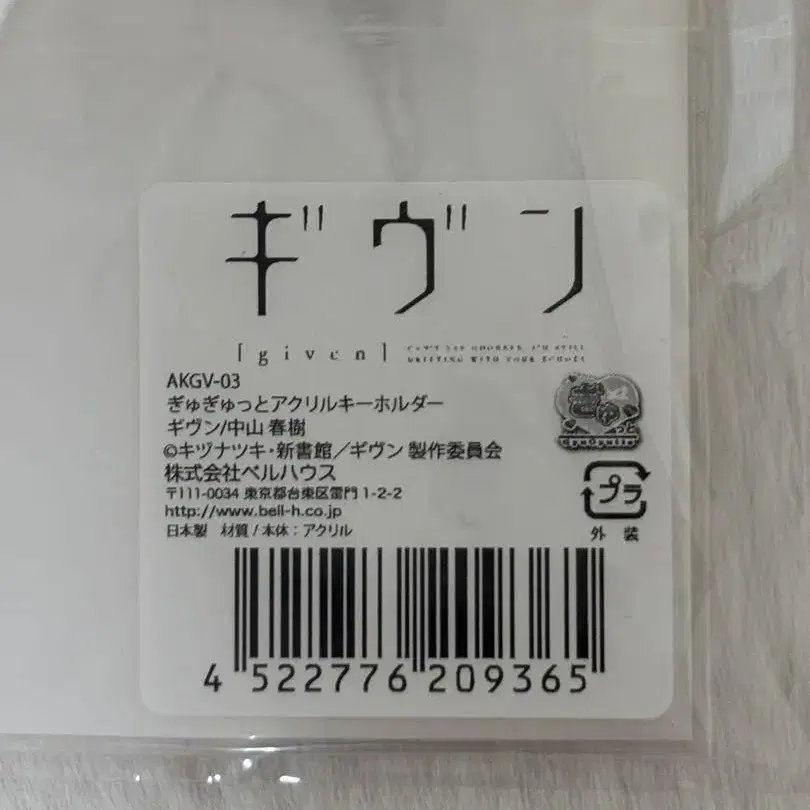 ギヴン
[given]
AKGV-03
ぎゅぎゅっとアクリルキーホルダー
ギヴン/中山 春樹
©キヅナツキ・新書館／ギヴン 製作委員会
株式会社ベルハウス
〒111-0034 東京都台東区雷門 1-2-2
http://www.bell-h.co.jp
日本製 材質/本体：アクリル
プラ
外装
4 522776 209365